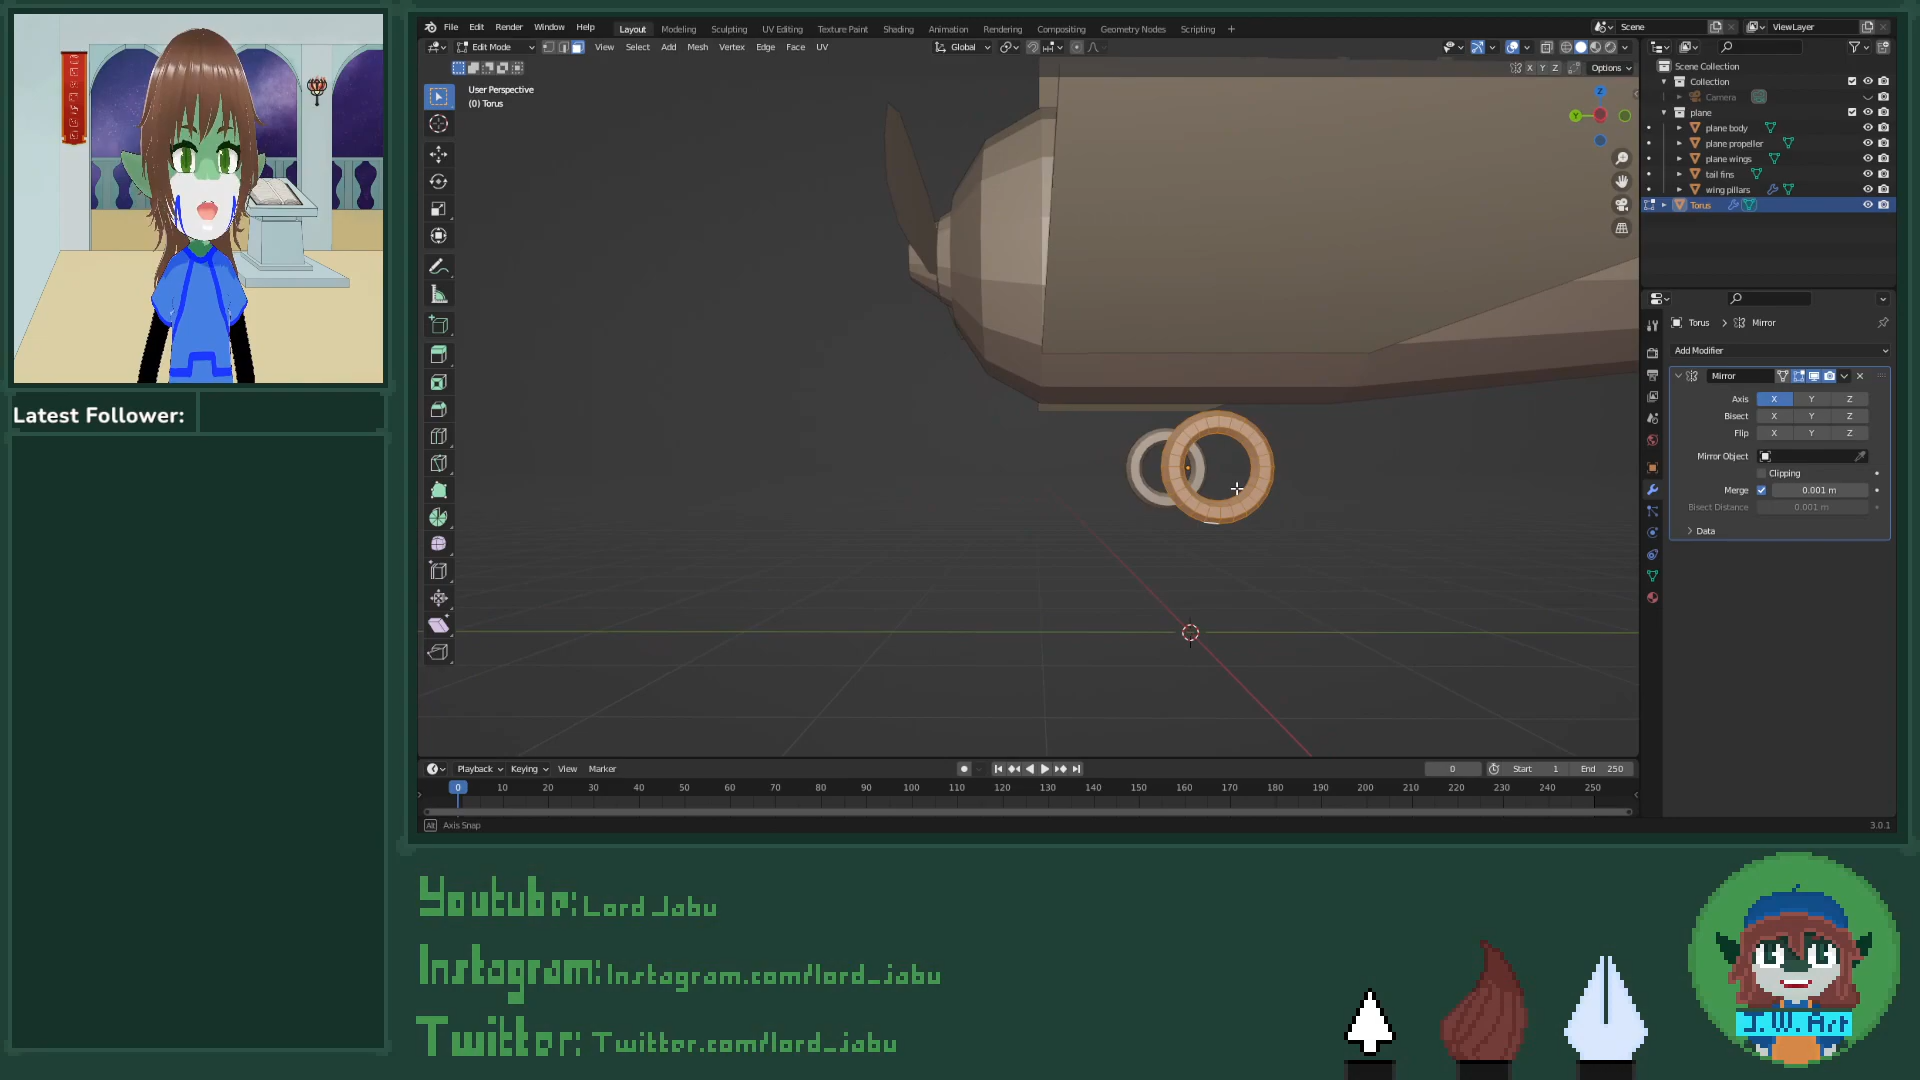 File Edit Render Window Help Layout Modeling Sculpting UV Editing Texture Paint Shading Animation Rendering Compositing Geometry Nodes Scripting +
Scene ViewLayer
Edit Mode View Select Add Mesh Vertex Edge Face UV Global
X Y Z Options
User Perspective
(0) Torus
Z
Y
Scene Collection
Collection
Camera
plane
plane body
plane propeller
plane wings
tail fins
wing pillars
Torus
Torus > Mirror
Add Modifier
Mirror
Axis X Y Z
Bisect X Y Z
Flip X Y Z
Mirror Object
Clipping
Merge 0.001 m
Bisect Distance 0.001 m
Data
Latest Follower:
Playback Keying View Marker 0 Start 1 End 250
0 10 20 30 40 50 60 70 80 90 100 110 120 130 140 150 160 170 180 190 200 210 220 230 240 250
Alt Axis Snap
3.0.1
Youtube: Lord Jabu
Instagram: Instagram.com/lord_jabu
Twitter: Twitter.com/lord_jabu
J.W. Art